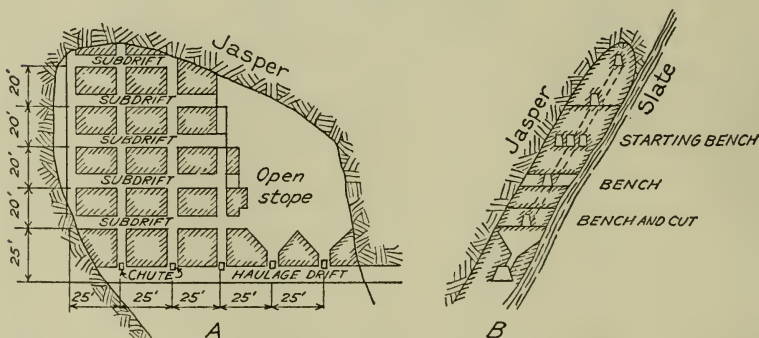 Jasper
SUBDRIFT
SUBDRIFT
SUBDRIFT
SUBDRIFT
SUBDRIFT
20'
20'
20'
20'
25'
Open
stope
CHUTES
HAULAGE DRIFT
25'
25'
25'
25'
25'
A
Jasper
Slate
STARTING BENCH
BENCH
BENCH AND CUT
B